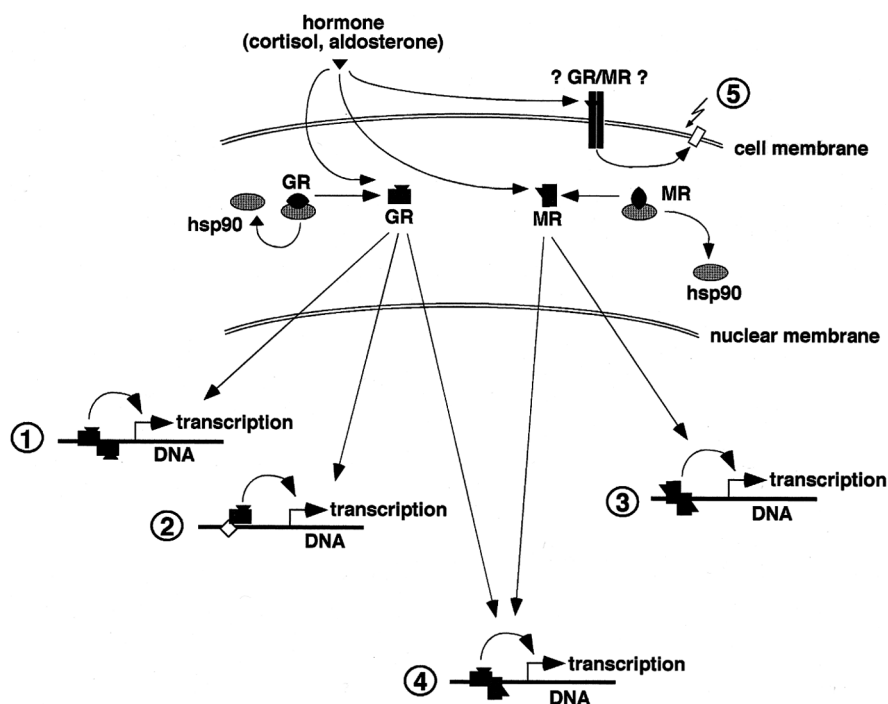 hormone
(cortisol, aldosterone)
? GR/MR ?
5
cell membrane
GR
hsp90
GR
MR
MR
hsp90
nuclear membrane
1
transcription
DNA
2
transcription
DNA
3
transcription
DNA
4
transcription
DNA